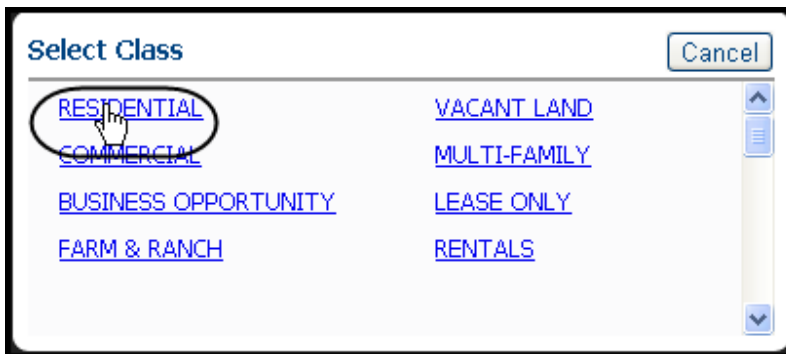 Select Class
Cancel
RESIDENTIAL
VACANT LAND
COMMERCIAL
MULTI-FAMILY
BUSINESS OPPORTUNITY
LEASE ONLY
FARM & RANCH
RENTALS